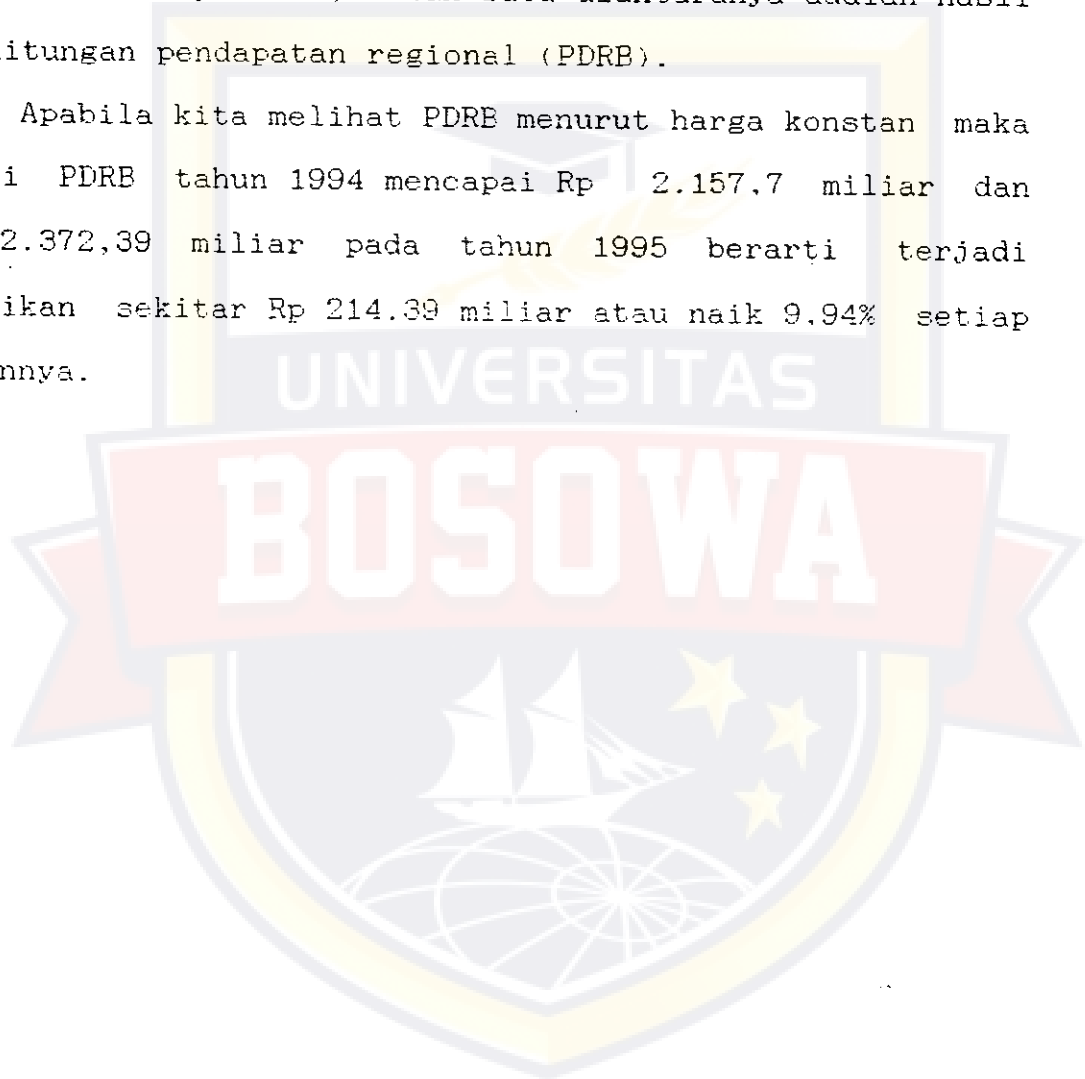 adalah hasil
itungan pendapatan regional (PDRB).
Apabila kita melihat PDRB menurut harga konstan maka
i PDRB tahun 1994 mencapai Rp 2.157,7 miliar dan
2.372,39 miliar pada tahun 1995 berarti terjadi
ikan sekitar Rp 214.39 miliar atau naik 9,94% setiap
nnya.
UNIVERSITAS
BOSOWA